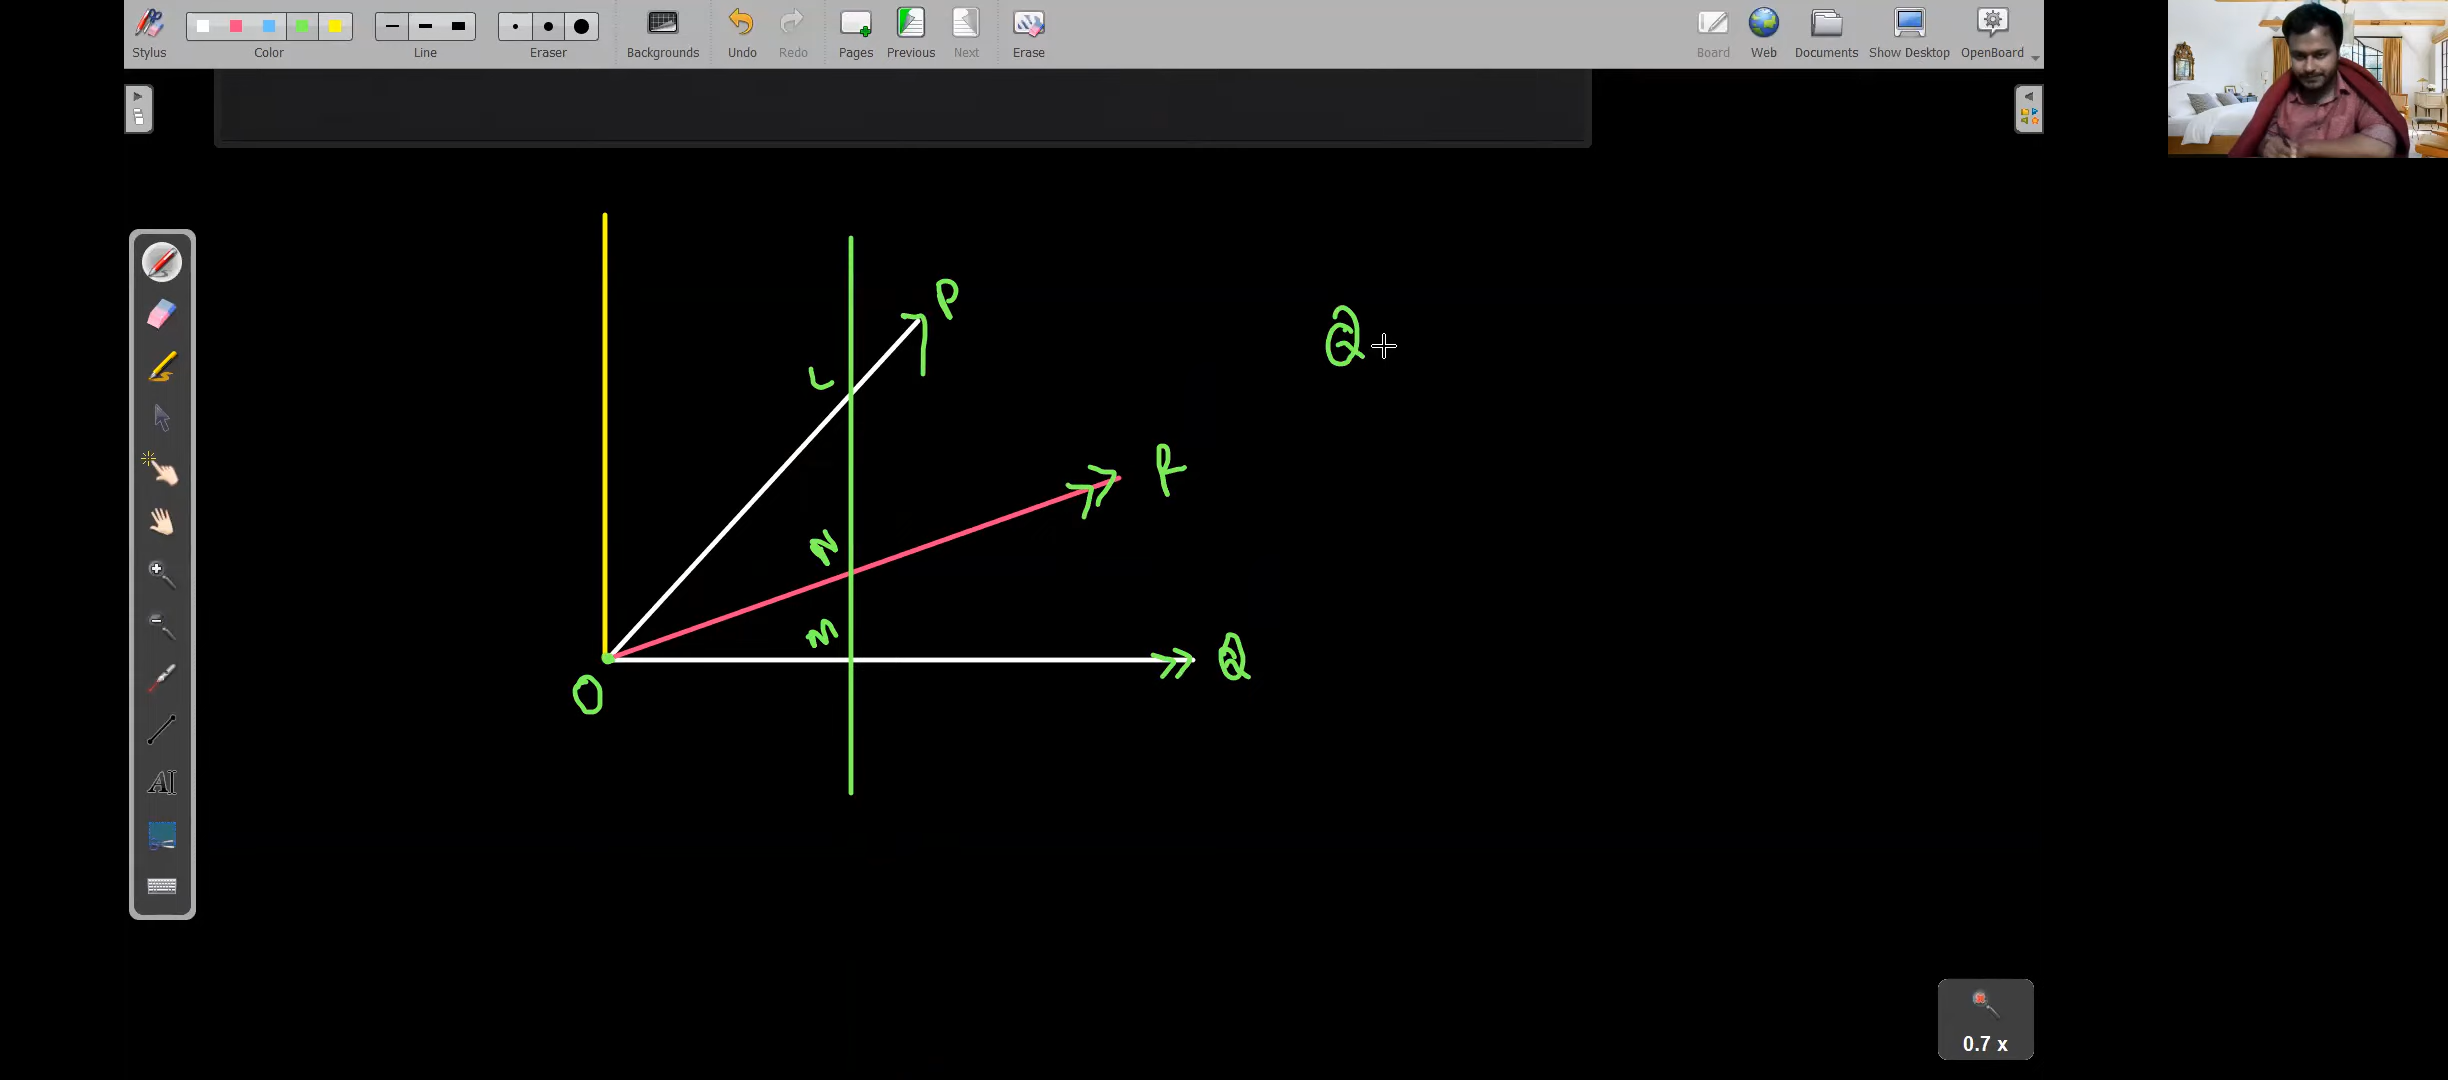 Stylus Color Line Eraser Backgrounds Undo Redo Pages Previous Next Erase Board Web Documents Show Desktop OpenBoard
P
Q
L
R
N
M
Q
O
AI
0.7 x